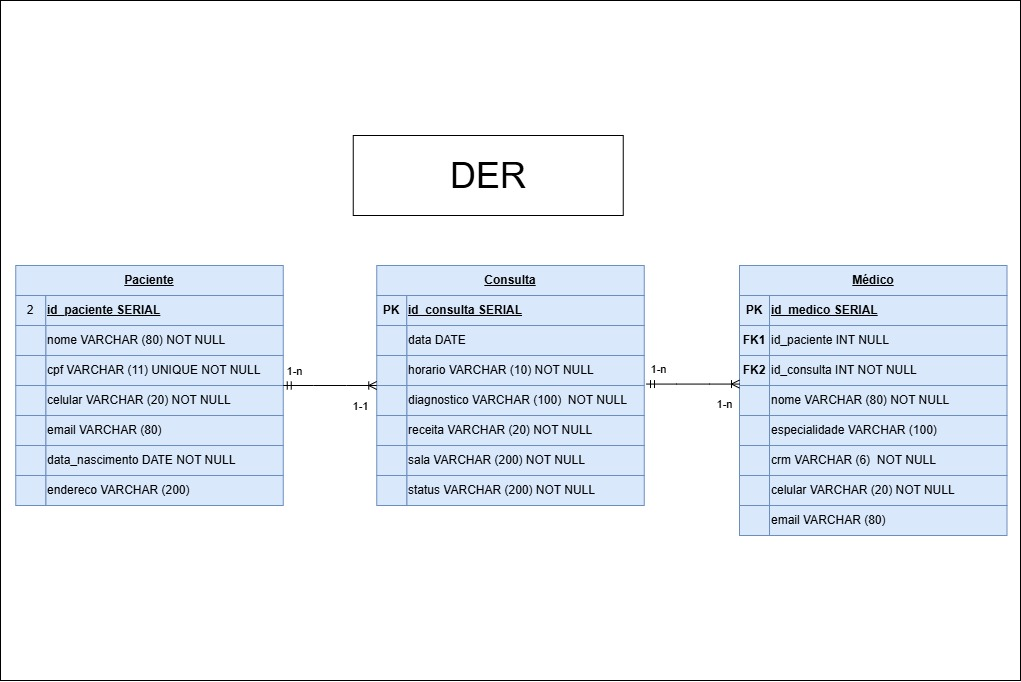 DER
Paciente
2 id_paciente SERIAL
nome VARCHAR (80) NOT NULL
cpf VARCHAR (11) UNIQUE NOT NULL
celular VARCHAR (20) NOT NULL
email VARCHAR (80)
data_nascimento DATE NOT NULL
endereco VARCHAR (200)
1-n
1-1
Consulta
PK id_consulta SERIAL
data DATE
horario VARCHAR (10) NOT NULL
diagnostico VARCHAR (100) NOT NULL
receita VARCHAR (20) NOT NULL
sala VARCHAR (200) NOT NULL
status VARCHAR (200) NOT NULL
1-n
1-n
Médico
PK id_medico SERIAL
FK1 id_paciente INT NULL
FK2 id_consulta INT NOT NULL
nome VARCHAR (80) NOT NULL
especialidade VARCHAR (100)
crm VARCHAR (6) NOT NULL
celular VARCHAR (20) NOT NULL
email VARCHAR (80)